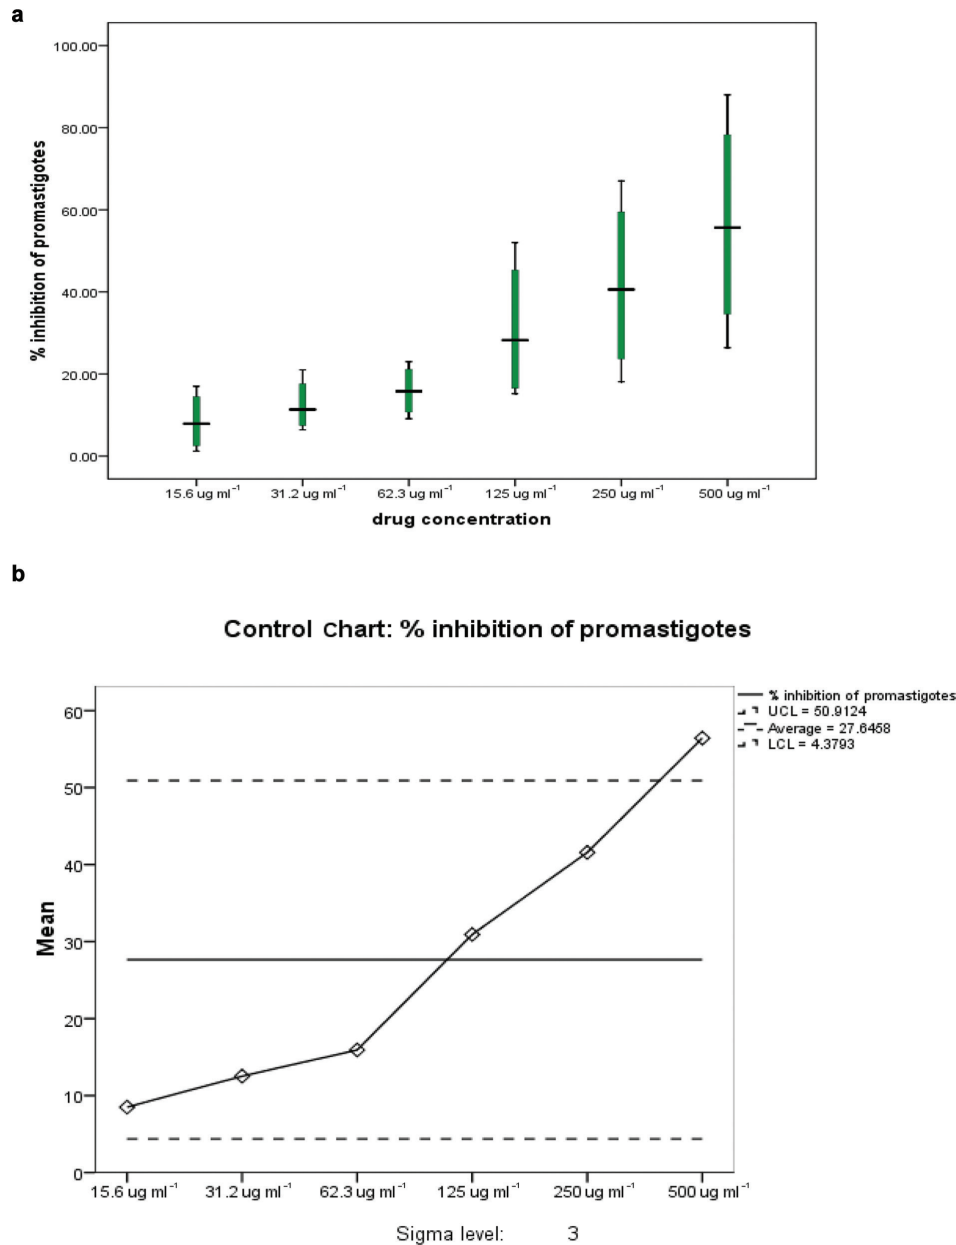 a
100.00
80.00
60.00
40.00
20.00
0.00
% inhibition of promastigotes
15.6 ug ml⁻¹ 31.2 ug ml⁻¹ 62.3 ug ml⁻¹ 125 ug ml⁻¹ 250 ug ml⁻¹ 500 ug ml⁻¹
drug concentration
b
Control Chart: % inhibition of promastigotes
% inhibition of promastigotes
UCL = 50.9124
Average = 27.6458
LCL = 4.3793
60
50
40
30
20
10
0
Mean
15.6 ug ml⁻¹ 31.2 ug ml⁻¹ 62.3 ug ml⁻¹ 125 ug ml⁻¹ 250 ug ml⁻¹ 500 ug ml⁻¹
Sigma level: 3